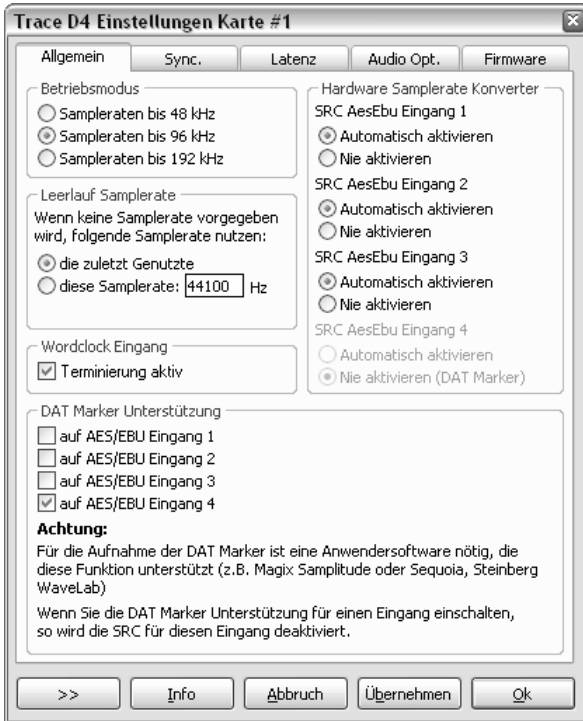 Trace D4 Einstellungen Karte #1
Allgemein
Sync.
Latenz
Audio Opt.
Firmware
Betriebsmodus
Sampleraten bis 48 kHz
Sampleraten bis 96 kHz
Sampleraten bis 192 kHz
Leerlauf Samplerate
Wenn keine Samplerate vorgegeben
wird, folgende Samplerate nutzen:
die zuletzt Genutzte
diese Samplerate: 44100 Hz
Wordclock Eingang
Terminierung aktiv
Hardware Samplerate Konverter
SRC AesEbu Eingang 1
Automatisch aktivieren
Nie aktivieren
SRC AesEbu Eingang 2
Automatisch aktivieren
Nie aktivieren
SRC AesEbu Eingang 3
Automatisch aktivieren
Nie aktivieren
SRC AesEbu Eingang 4
Automatisch aktivieren
Nie aktivieren (DAT Marker)
DAT Marker Unterstützung
auf AES/EBU Eingang 1
auf AES/EBU Eingang 2
auf AES/EBU Eingang 3
auf AES/EBU Eingang 4
Achtung:
Für die Aufnahme der DAT Marker ist eine Anwendersoftware nötig, die
diese Funktion unterstützt (z.B. Magix Samplitude oder Sequoia, Steinberg
WaveLab)
Wenn Sie die DAT Marker Unterstützung für einen Eingang einschalten,
so wird die SRC für diesen Eingang deaktiviert.
>>
Info
Abbruch
Übernehmen
Ok